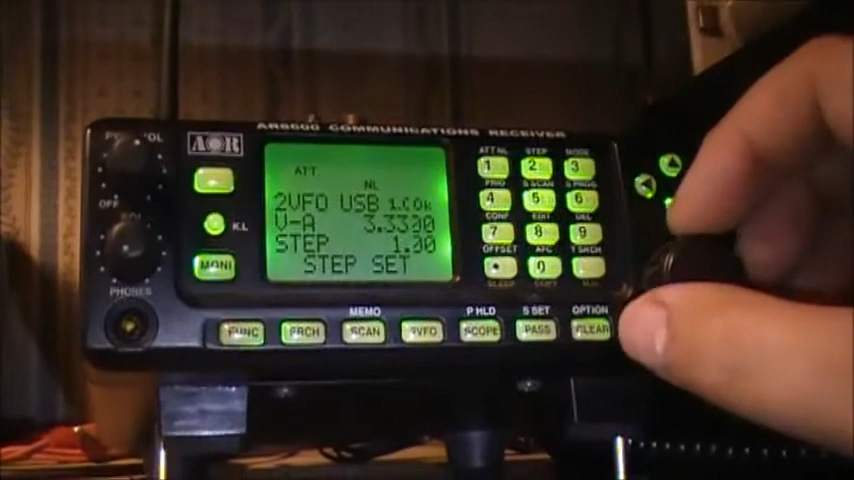 AR8600 COMMUNICATIONS RECEIVER
AOR
K.L
MONI
PHONES
ATT
NL
2VFO USB 1.00k
V-A 3.3300
STEP 1.00
STEP SET
ATT NL STEP MODE
1 2 3
PRIO S SCAN S PROG
4 5 6
CONF EDIT DEL
7 8 9
OFFSET AFC T SRCH
0
SLEEP COPY
MEMO P HLD S SET OPTION
FUNC SRCH SCAN 2VFO SCOPE PASS CLEAR